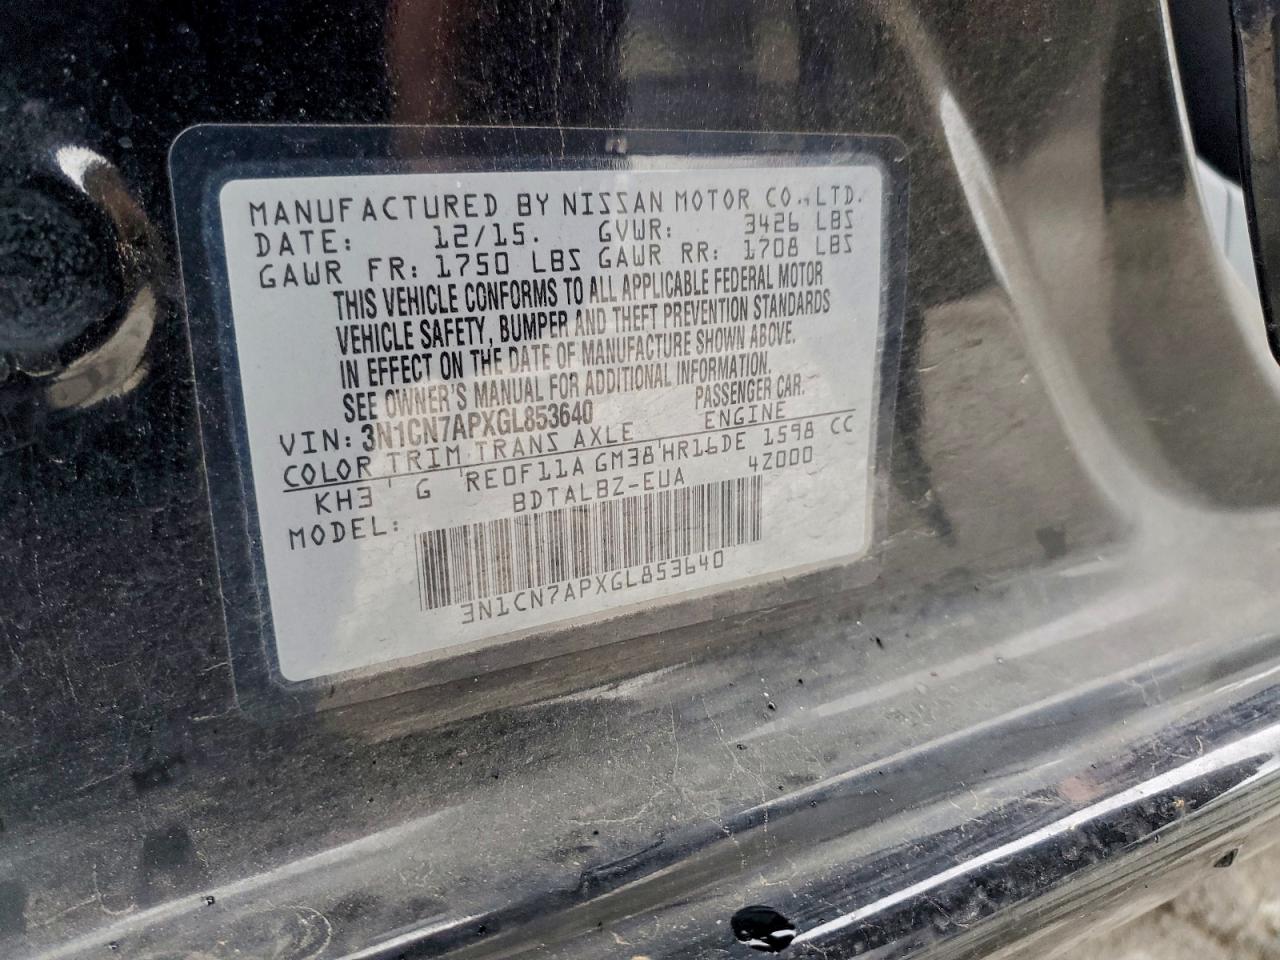 MANUFACTURED BY NISSAN MOTOR CO., LTD.
DATE: 12/15. GVWR: 3426 LBS
GAWR FR: 1750 LBS GAWR RR: 1708 LBS
THIS VEHICLE CONFORMS TO ALL APPLICABLE FEDERAL MOTOR
VEHICLE SAFETY, BUMPER AND THEFT PREVENTION STANDARDS
IN EFFECT ON THE DATE OF MANUFACTURE SHOWN ABOVE.
SEE OWNER'S MANUAL FOR ADDITIONAL INFORMATION.
VIN: 3N1CN7APXGL853640 PASSENGER CAR.
COLOR TRIM TRANS AXLE ENGINE
KH3 G RE0F11A GM38 HR16DE 1598 CC
MODEL: BDTALBZ-EUA 4Z000
3N1CN7APXGL853640